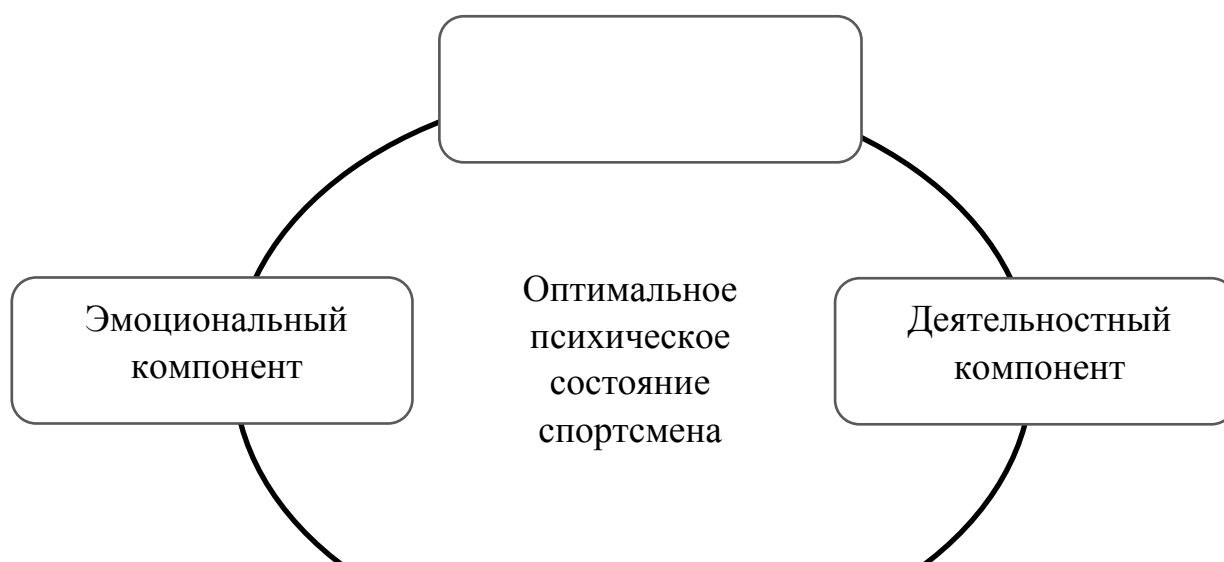 Эмоциональный
компонент
Оптимальное
психическое
состояние
спортсмена
Деятельностный
компонент